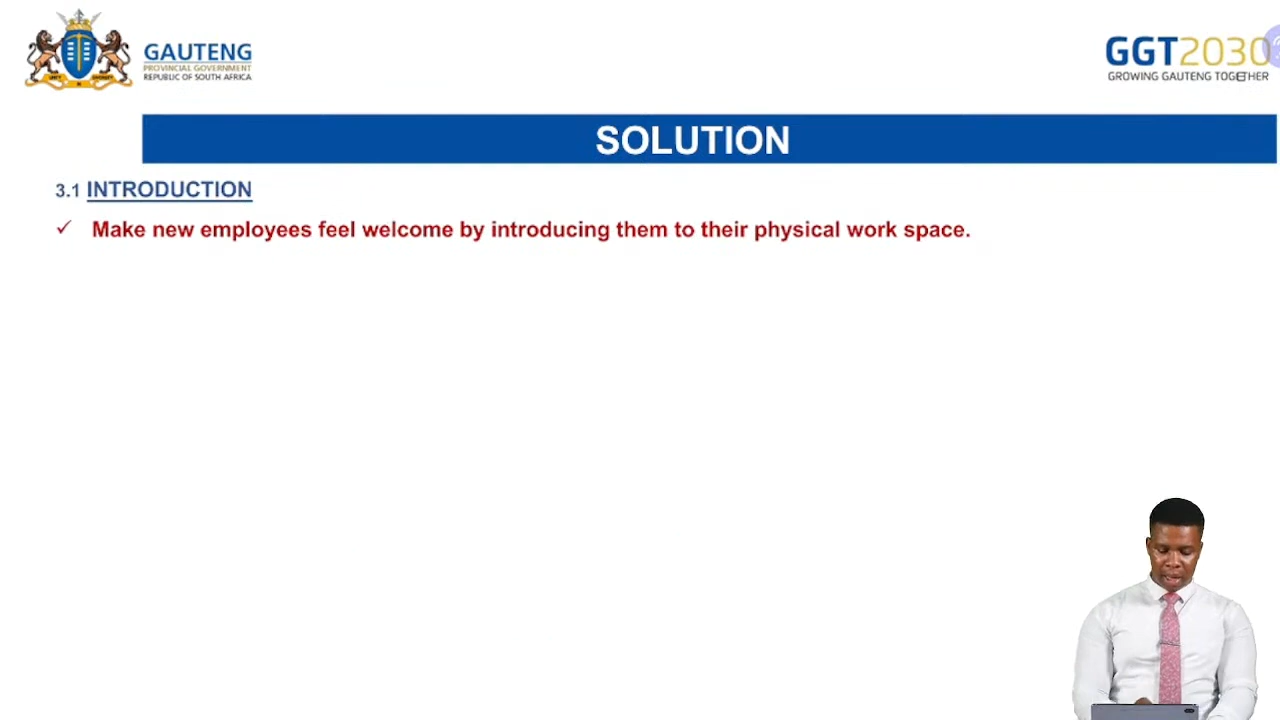 GAUTENG
PROVINCIAL GOVERNMENT
REPUBLIC OF SOUTH AFRICA
GGT2030
GROWING GAUTENG TOGETHER
SOLUTION
3.1 INTRODUCTION
✓ Make new employees feel welcome by introducing them to their physical work space.